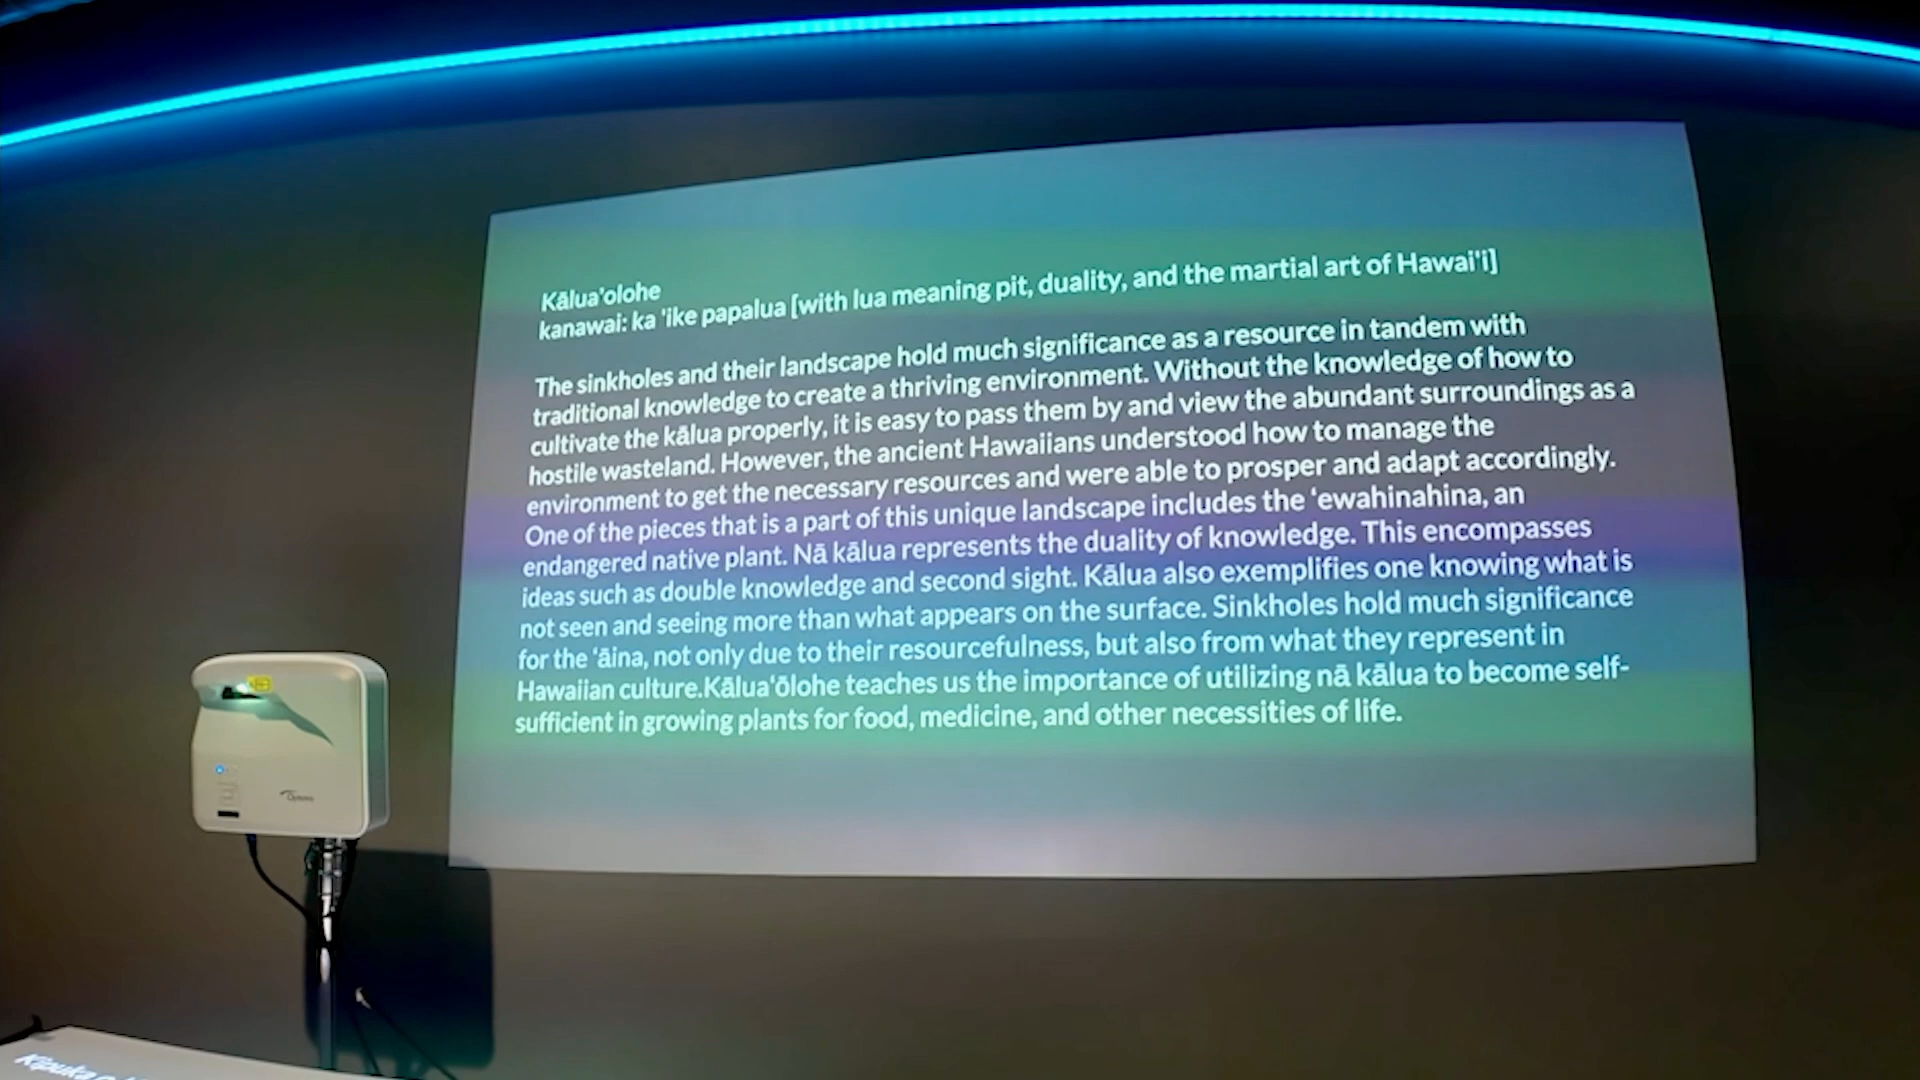 Kālua'olohe
kanawai: ka 'ike papalua [with lua meaning pit, duality, and the martial art of Hawai'i]
The sinkholes and their landscape hold much significance as a resource in tandem with
traditional knowledge to create a thriving environment. Without the knowledge of how to
cultivate the kālua properly, it is easy to pass them by and view the abundant surroundings as a
hostile wasteland. However, the ancient Hawaiians understood how to manage the
environment to get the necessary resources and were able to prosper and adapt accordingly.
One of the pieces that is a part of this unique landscape includes the ‘ewahinahina, an
endangered native plant. Nā kālua represents the duality of knowledge. This encompasses
ideas such as double knowledge and second sight. Kālua also exemplifies one knowing what is
not seen and seeing more than what appears on the surface. Sinkholes hold much significance
for the ‘āina, not only due to their resourcefulness, but also from what they represent in
Hawaiian culture.Kālua‘ōlohe teaches us the importance of utilizing nā kālua to become self-
sufficient in growing plants for food, medicine, and other necessities of life.
Optoma
Kīpuka